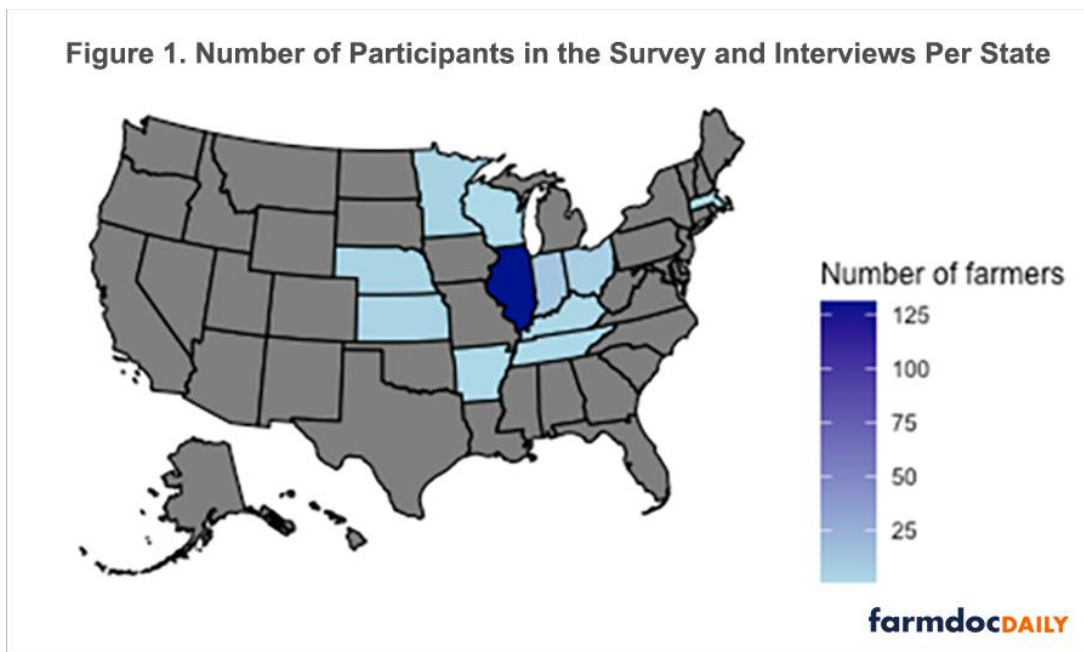 Figure 1. Number of Participants in the Survey and Interviews Per State
Number of farmers
125
100
75
50
25
farmdocDAILY